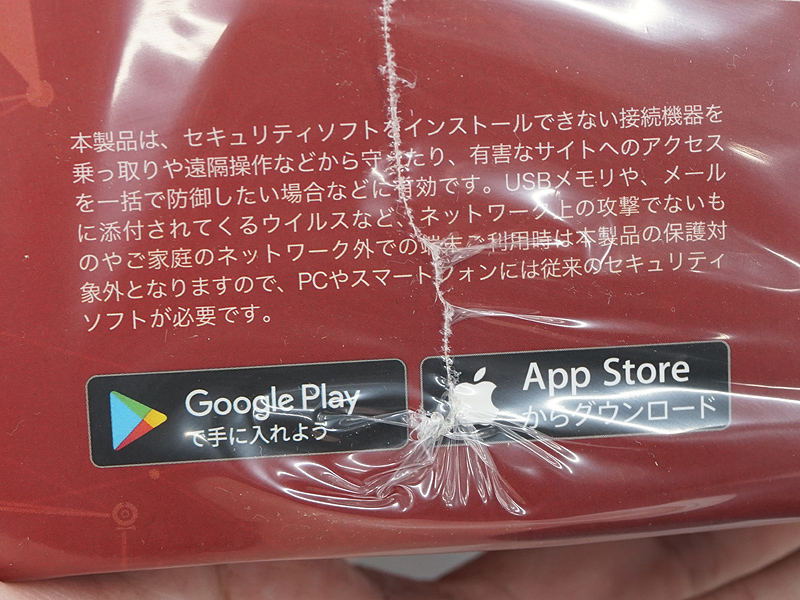 本製品は、セキュリティソフトをインストールできない接続機器を
乗っ取りや遠隔操作などから守ったり、有害なサイトへのアクセス
を一括で防御したい場合などに有効です。USBメモリや、メール
に添付されてくるウイルスなど、ネットワーク上の攻撃でないも
のやご家庭のネットワーク外での端末ご利用時は本製品の保護対
象外となりますので、PCやスマートフォンには従来のセキュリティ
ソフトが必要です。
Google Play
で手に入れよう
App Store
からダウンロード